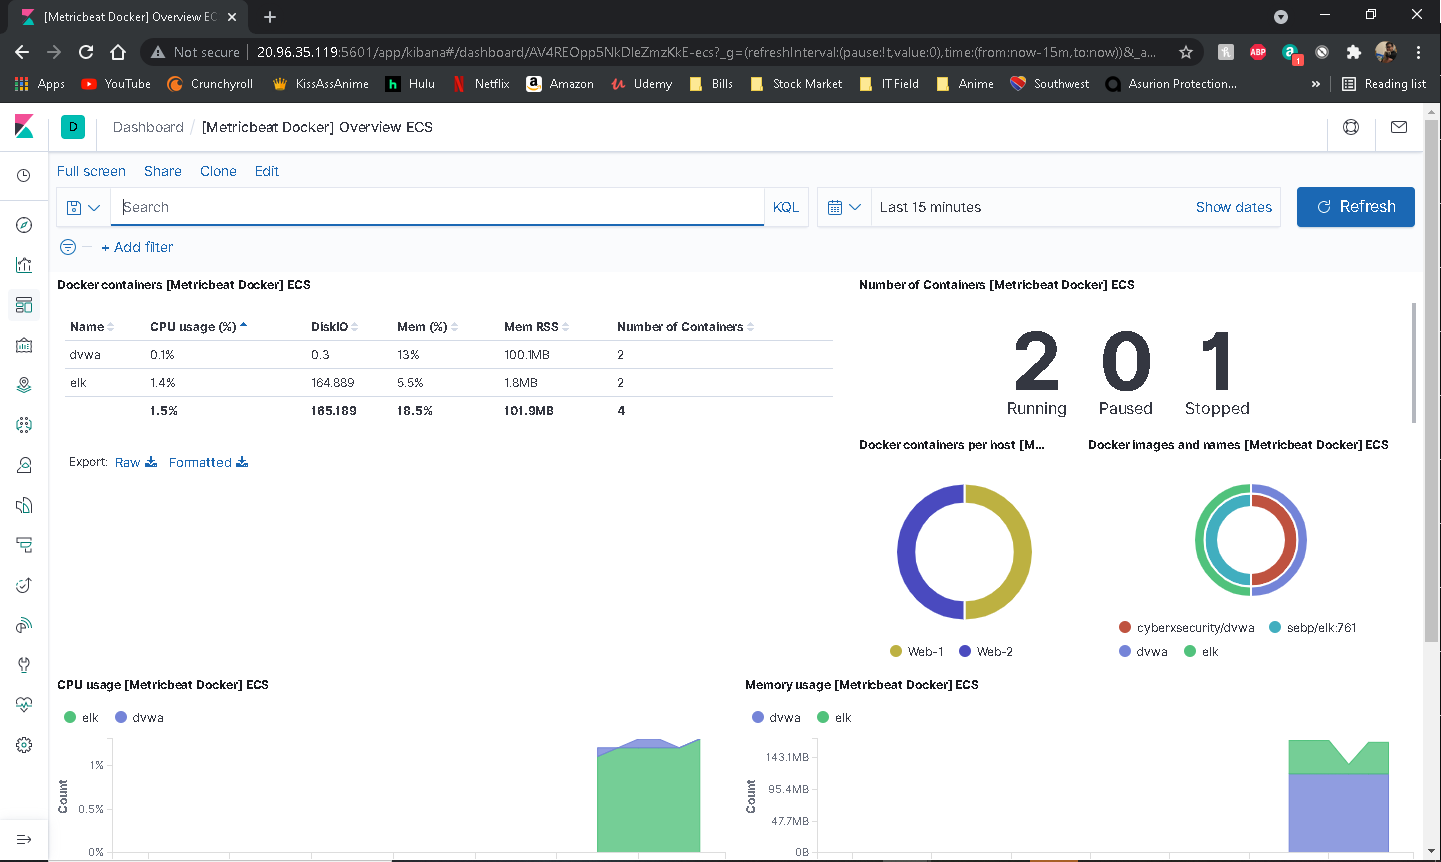 [Metricbeat Docker] Overview EC
Not secure
20.96.35.119:5601/app/kibana#/dashboard/AV4REOpp5NkDleZmzKkE-ecs?_g=(refreshInterval:(pause:!t,value:0),time:(from:now-15m,to:now))&_a...
ABP
1
Apps YouTube Crunchyroll KissAssAnime Hulu Netflix Amazon Udemy Bills Stock Market IT Field Anime Southwest Asurion Protection... » Reading list
D Dashboard / [Metricbeat Docker] Overview ECS
Full screen Share Clone Edit
Search KQL Last 15 minutes Show dates Refresh
+ Add filter
Docker containers [Metricbeat Docker] ECS
Name CPU usage (%) DiskIO Mem (%) Mem RSS Number of Containers
dvwa 0.1% 0.3 13% 100.1MB 2
elk 1.4% 164.889 5.5% 1.8MB 2
1.5% 165.189 18.5% 101.9MB 4
Export: Raw Formatted
Number of Containers [Metricbeat Docker] ECS
2 0 1
Running Paused Stopped
Docker containers per host [M...
Web-1 Web-2
Docker images and names [Metricbeat Docker] ECS
cyberxsecurity/dvwa sebp/elk:761
dvwa elk
CPU usage [Metricbeat Docker] ECS
elk dvwa
Count
1%
0.5%
0%
Memory usage [Metricbeat Docker] ECS
dvwa elk
Count
143.1MB
95.4MB
47.7MB
0B